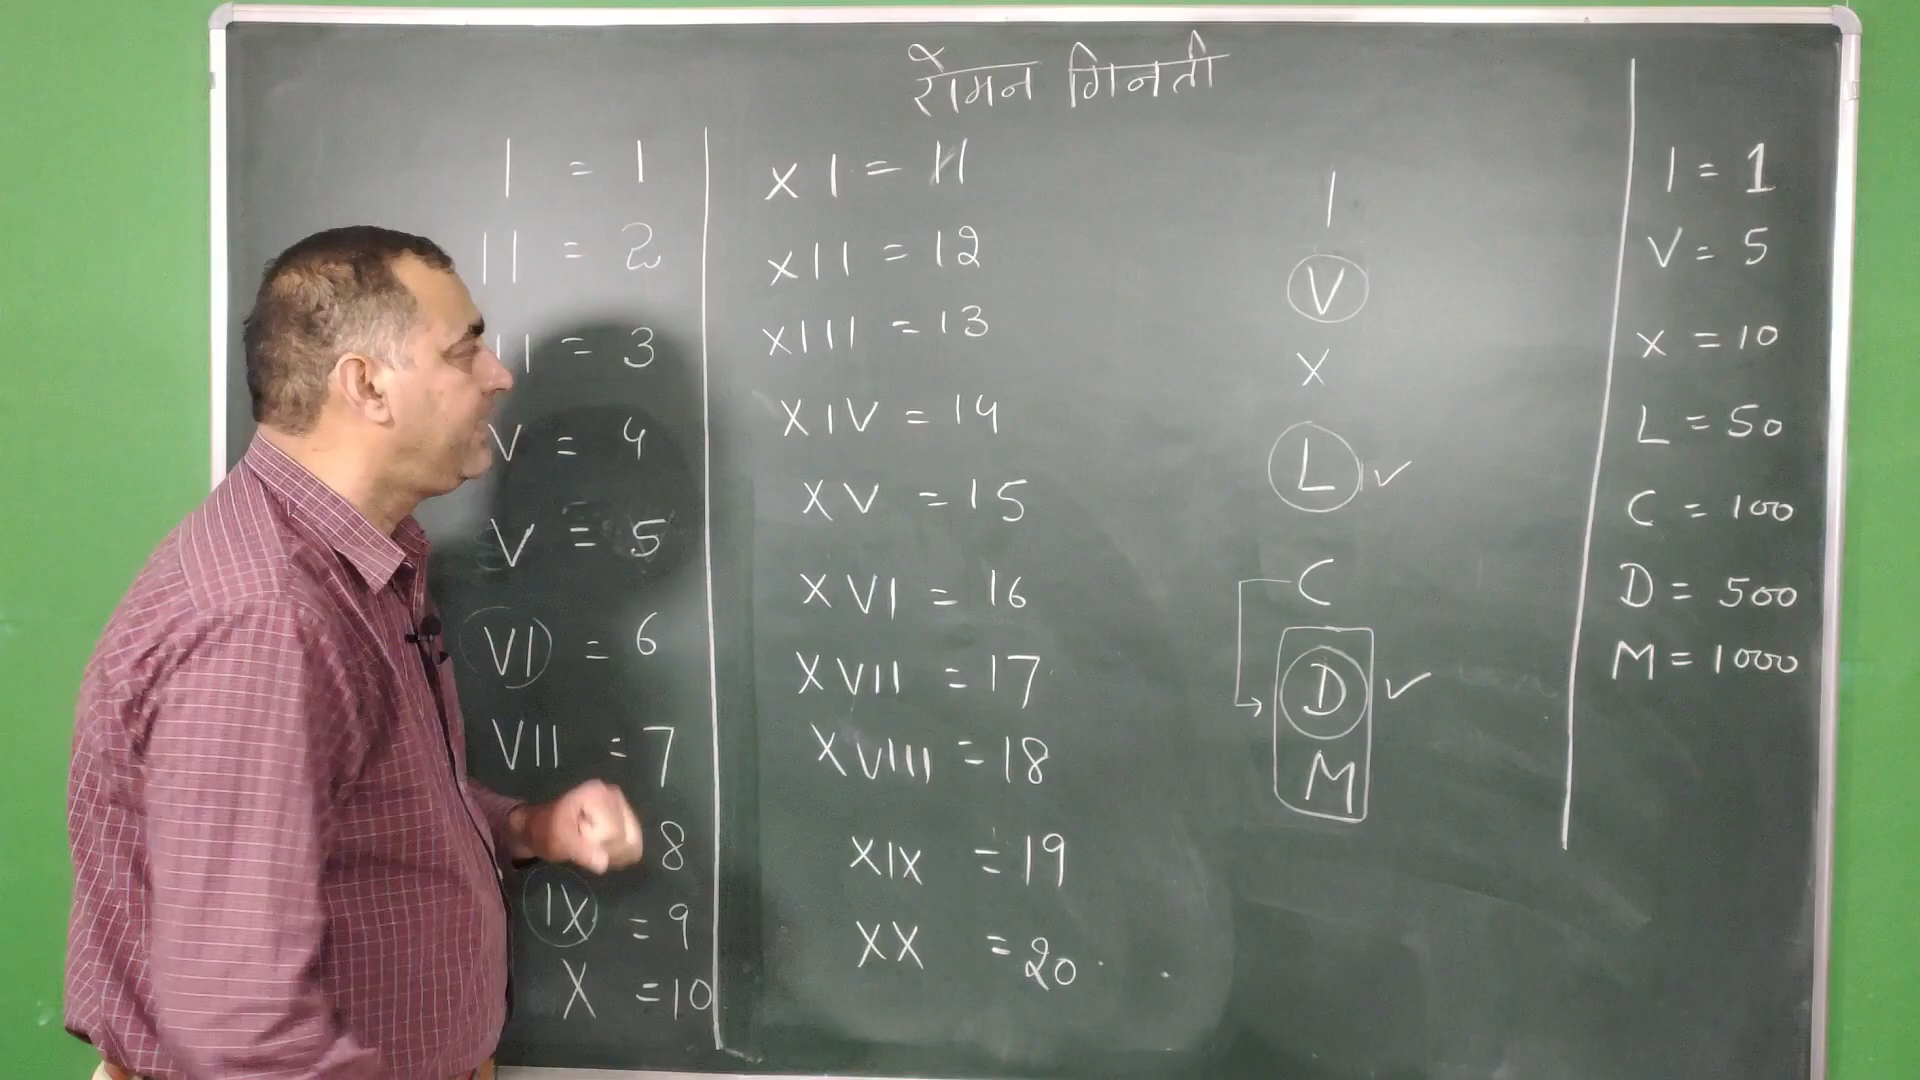 रोमन गिनती
I = 1
II = 2
II = 3
V = 4
V = 5
VI = 6
VII = 7
8
IX = 9
X = 10
XI = 11
XII = 12
XIII = 13
XIV = 14
XV = 15
XVI = 16
XVII = 17
XVIII = 18
XIX = 19
XX = 20
I
V
X
L ✓
C
D ✓
M
I = 1
V = 5
X = 10
L = 50
C = 100
D = 500
M = 1000